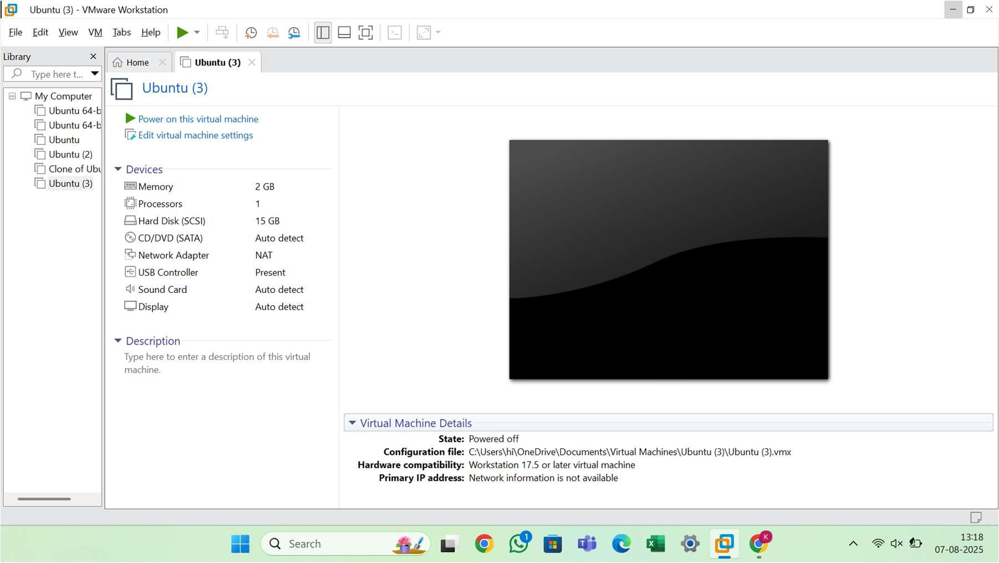 Ubuntu (3) - VMware Workstation
File Edit View VM Tabs Help
Library
Type here t...
My Computer
Ubuntu 64-b
Ubuntu 64-b
Ubuntu
Ubuntu (2)
Clone of Ubu
Ubuntu (3)
Home
Ubuntu (3)
Ubuntu (3)
Power on this virtual machine
Edit virtual machine settings
Devices
Memory 2 GB
Processors 1
Hard Disk (SCSI) 15 GB
CD/DVD (SATA) Auto detect
Network Adapter NAT
USB Controller Present
Sound Card Auto detect
Display Auto detect
Description
Type here to enter a description of this virtual
machine.
Virtual Machine Details
State: Powered off
Configuration file: C:\Users\hi\OneDrive\Documents\Virtual Machines\Ubuntu (3)\Ubuntu (3).vmx
Hardware compatibility: Workstation 17.5 or later virtual machine
Primary IP address: Network information is not available
Search
1
K
13:18
07-08-2025